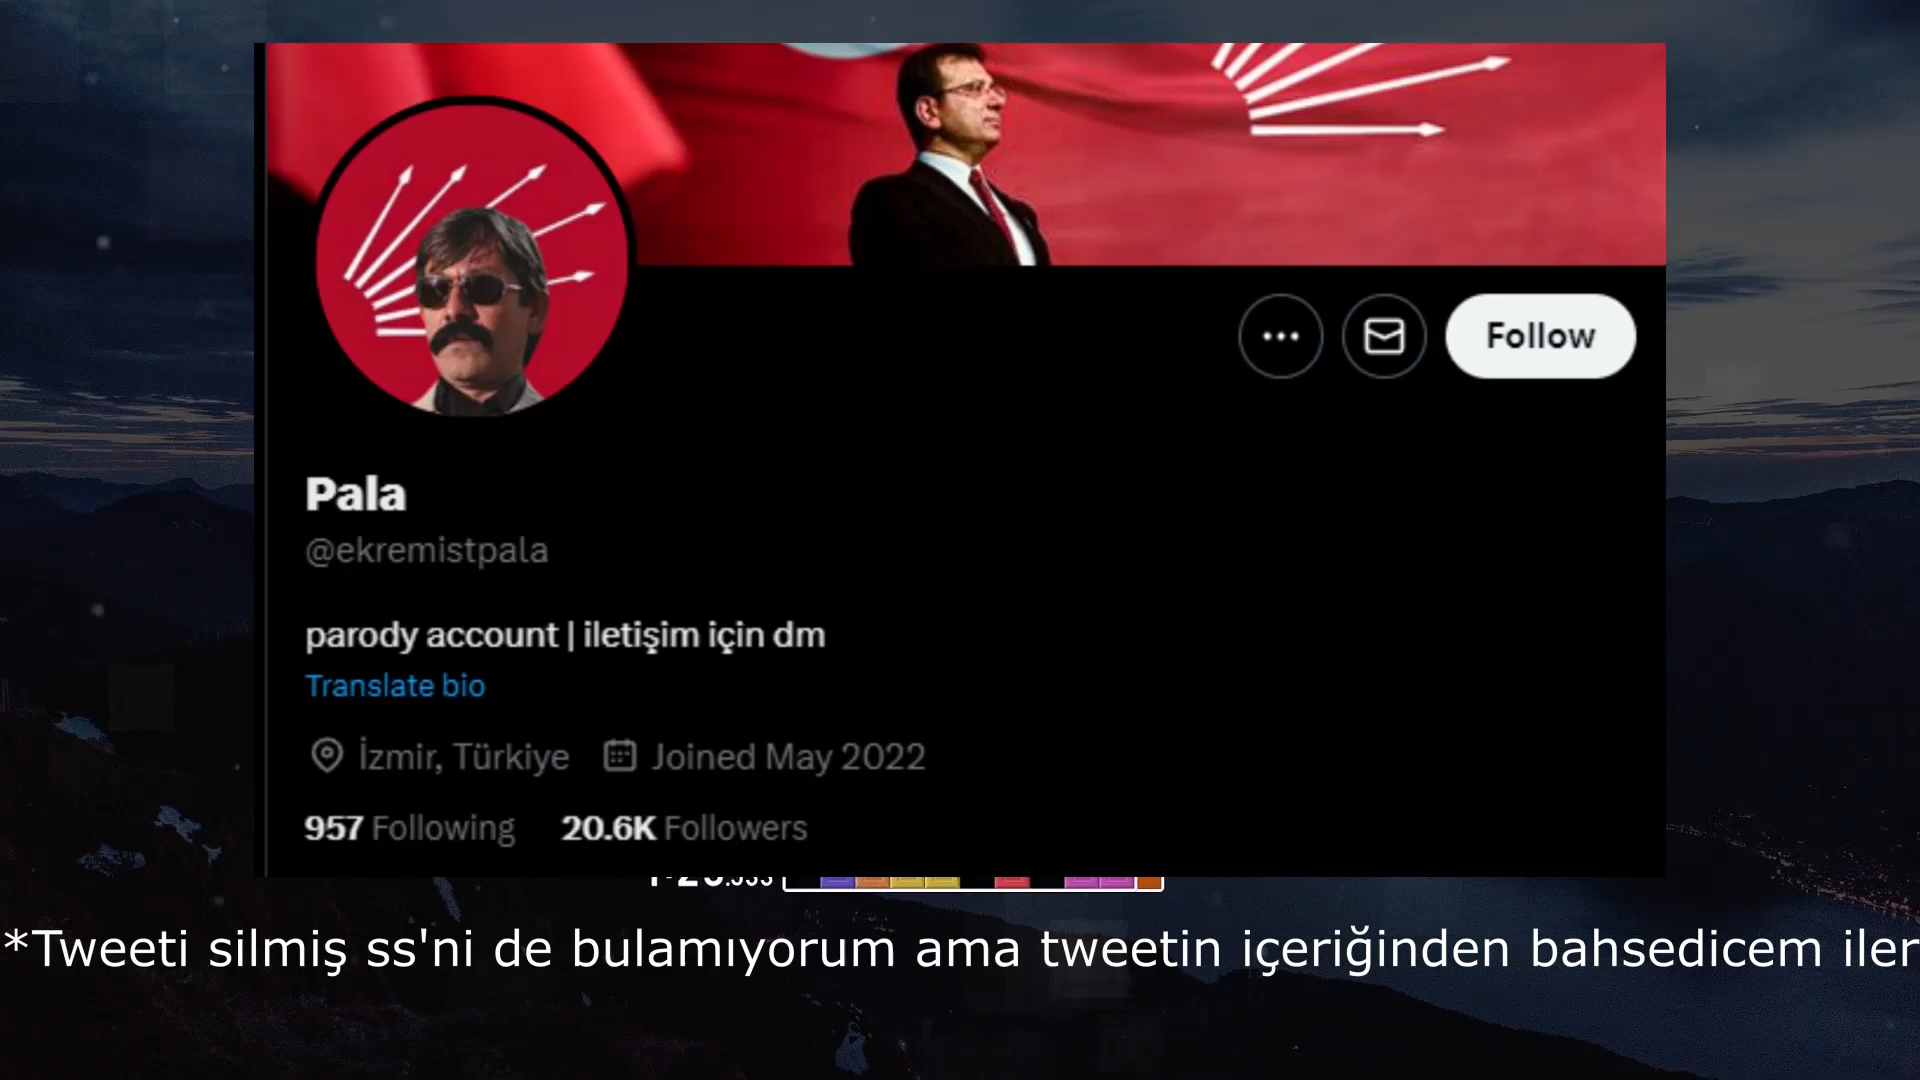 Follow
Pala
@ekremistpala
parody account | iletişim için dm
Translate bio
İzmir, Türkiye Joined May 2022
957 Following 20.6K Followers
*Tweeti silmiş ss'ni de bulamıyorum ama tweetin içeriğinden bahsedicem iler